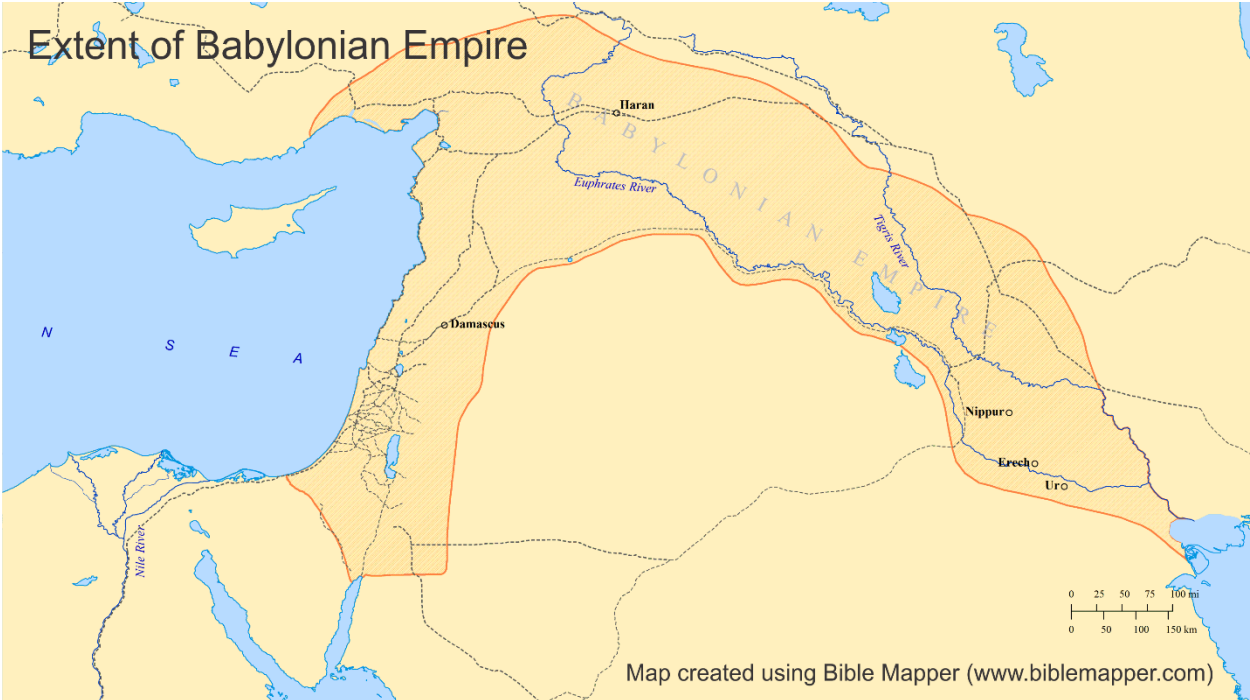 Extent of Babylonian Empire
Haran
BABYLONIAN EMPIRE
Euphrates River
Tigris River
N SEA
Damascus
Nippur
Erech
Ur
Nile River
0 25 50 75 100 mi
0 50 100 150 km
Map created using Bible Mapper (www.biblemapper.com)